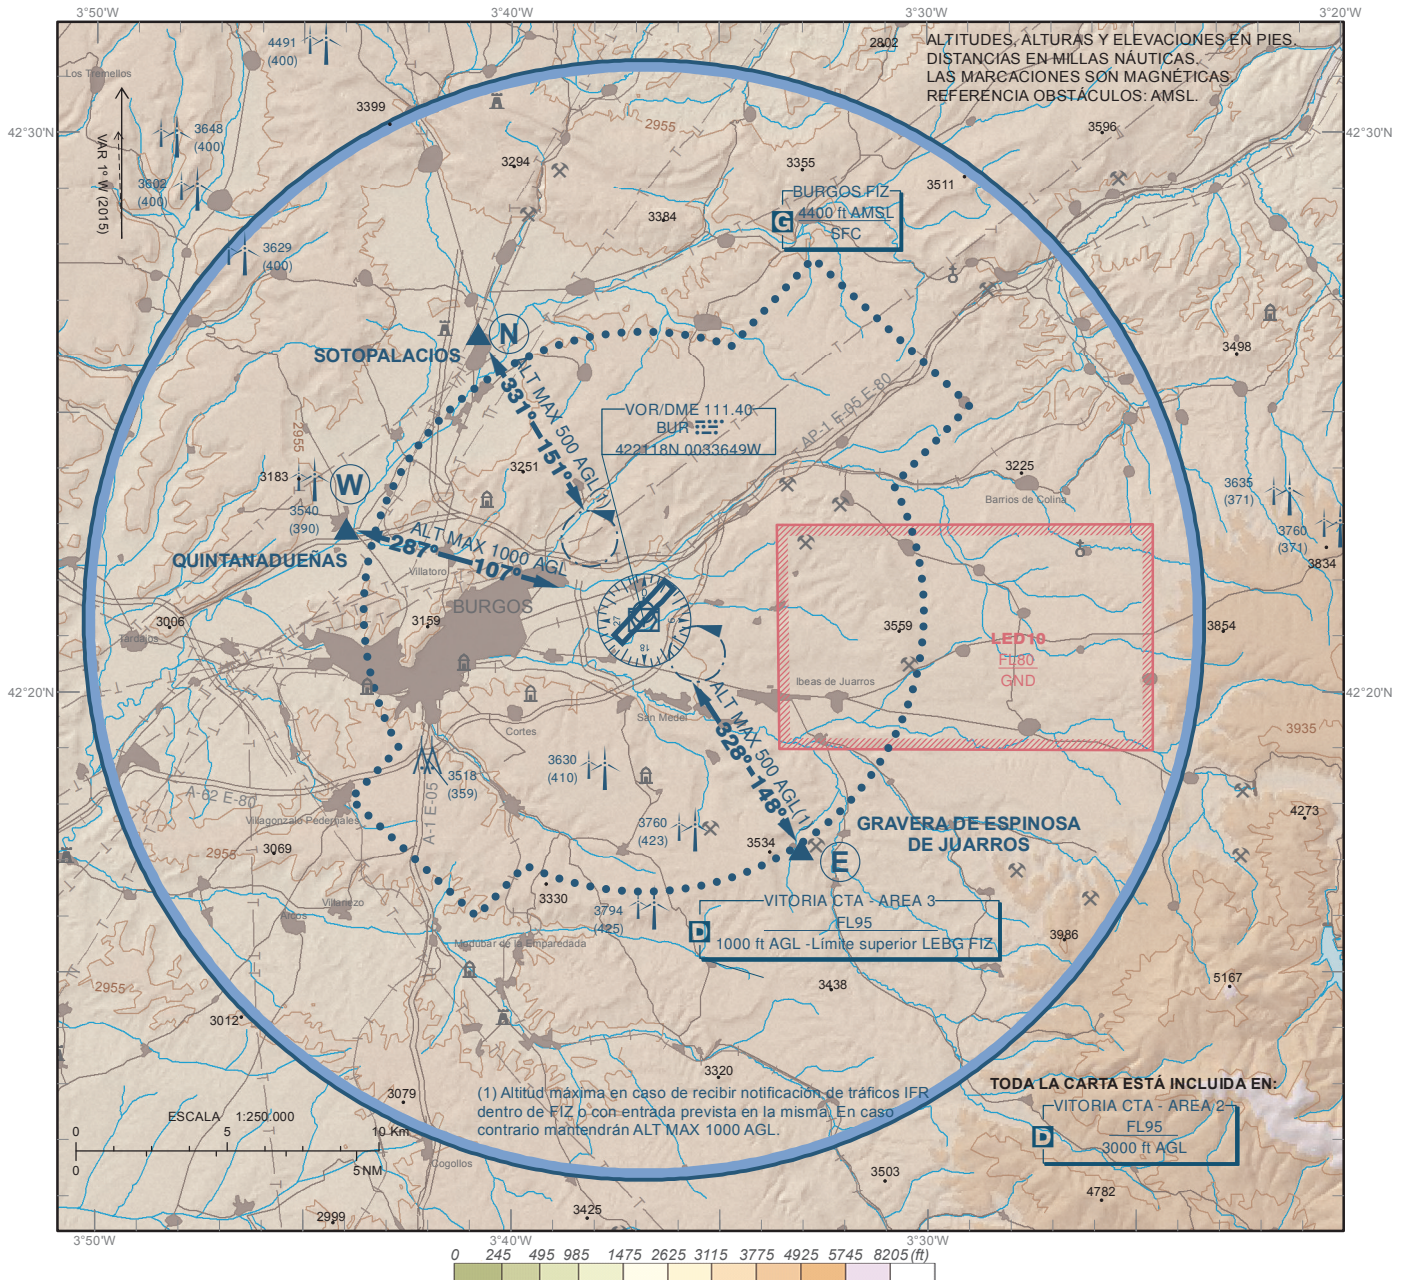 3°50'W
3°40'W
3°30'W
3°20'W
4491
(400)
2802
ALTITUDES, ALTURAS Y ELEVACIONES EN PIES.
DISTANCIAS EN MILLAS NÁUTICAS.
LAS MARCACIONES SON MAGNÉTICAS.
REFERENCIA OBSTÁCULOS: AMSL.
Los Tremellos
3399
42°30'N
3648
(400)
VAR 1° W (2015)
2955
3596
42°30'N
3294
3355
3602
(400)
3511
BURGOS FIZ
G
4400 ft AMSL
SFC
3384
3629
(400)
N
SOTOPALACIOS
3498
ALT MAX 500 AGL(1)
331°
151°
VOR/DME 111.40
BUR
422118N 0033649W
AP-1 E-05 E-80
2955
3251
3183
W
3225
Barrios de Colina
3635
(371)
3540
(390)
3760
(371)
QUINTANADUEÑAS
ALT MAX 1000 AGL
287°
107°
3834
Villatoro
BURGOS
3006
3159
Tardajos
27
9
18
3559
LED10
FL80
GND
3854
42°20'N
42°20'N
Ibeas de Juarros
San Medel
Cortes
3935
ALT MAX 500 AGL(1
328°
148°
3630
(410)
3518
(359)
A-62 E-80
A-1 E-05
Villagonzalo Pedernales
4273
3760
(423)
GRAVERA DE ESPINOSA
DE JUARROS
3534
2955
3069
E
3330
Villariezo
Arcos
3794
(425)
VITORIA CTA - AREA 3
FL95
D
1000 ft AGL -Límite superior LEBG FIZ
3986
Modúbar de la Emparedada
2955
3438
5167
3012
3320
TODA LA CARTA ESTÁ INCLUIDA EN:
3079
(1) Altitud máxima en caso de recibir notificación de tráficos IFR
dentro de FIZ o con entrada prevista en la misma. En caso
contrario mantendrán ALT MAX 1000 AGL.
VITORIA CTA - AREA 2
FL95
D
3000 ft AGL
ESCALA 1:250.000
0 5 10 Km
0 5 NM
Cogollos
3503
4782
3425
2999
3°50'W
3°40'W
3°30'W
3°20'W
0 245 495 985 1475 2625 3115 3775 4925 5745 8205 (ft)